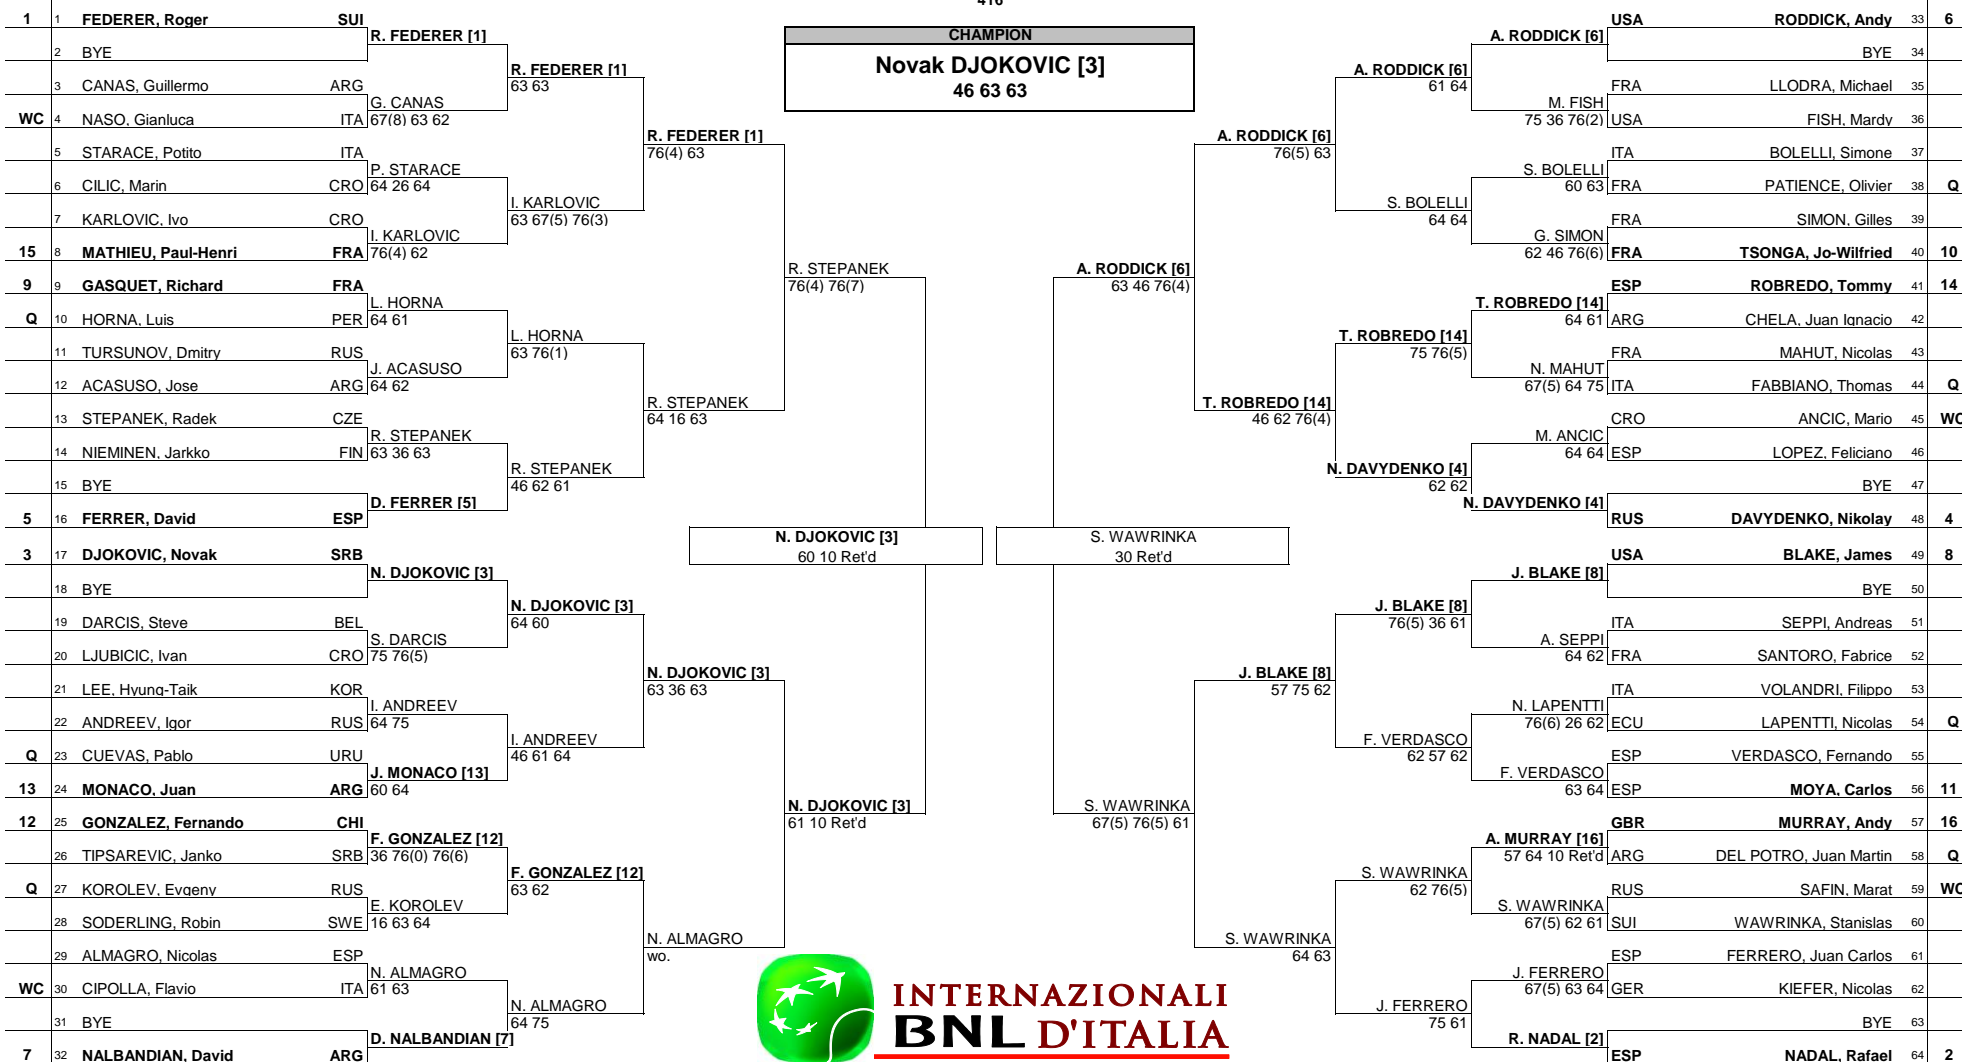 416
CHAMPION
Novak DJOKOVIC [3]
46 63 63
1 1 FEDERER, Roger SUI
2 BYE
3 CANAS, Guillermo ARG
WC 4 NASO, Gianluca ITA
5 STARACE, Potito ITA
6 CILIC, Marin CRO
7 KARLOVIC, Ivo CRO
15 8 MATHIEU, Paul-Henri FRA
9 9 GASQUET, Richard FRA
Q 10 HORNA, Luis PER
11 TURSUNOV, Dmitry RUS
12 ACASUSO, Jose ARG
13 STEPANEK, Radek CZE
14 NIEMINEN, Jarkko FIN
15 BYE
5 16 FERRER, David ESP
3 17 DJOKOVIC, Novak SRB
18 BYE
19 DARCIS, Steve BEL
20 LJUBICIC, Ivan CRO
21 LEE, Hyung-Taik KOR
22 ANDREEV, Igor RUS
Q 23 CUEVAS, Pablo URU
13 24 MONACO, Juan ARG
12 25 GONZALEZ, Fernando CHI
26 TIPSAREVIC, Janko SRB
Q 27 KOROLEV, Evgeny RUS
28 SODERLING, Robin SWE
29 ALMAGRO, Nicolas ESP
WC 30 CIPOLLA, Flavio ITA
31 BYE
7 32 NALBANDIAN, David ARG
R. FEDERER [1]
G. CANAS
67(8) 63 62
P. STARACE
64 26 64
I. KARLOVIC
76(4) 62
L. HORNA
64 61
J. ACASUSO
64 62
R. STEPANEK
63 36 63
D. FERRER [5]
N. DJOKOVIC [3]
S. DARCIS
75 76(5)
I. ANDREEV
64 75
J. MONACO [13]
60 64
F. GONZALEZ [12]
36 76(0) 76(6)
E. KOROLEV
16 63 64
N. ALMAGRO
61 63
D. NALBANDIAN [7]
R. FEDERER [1]
63 63
I. KARLOVIC
63 67(5) 76(3)
L. HORNA
63 76(1)
R. STEPANEK
46 62 61
N. DJOKOVIC [3]
64 60
I. ANDREEV
46 61 64
F. GONZALEZ [12]
63 62
N. ALMAGRO
64 75
R. FEDERER [1]
76(4) 63
R. STEPANEK
64 16 63
N. DJOKOVIC [3]
63 36 63
N. ALMAGRO
wo.
R. STEPANEK
76(4) 76(7)
N. DJOKOVIC [3]
61 10 Ret'd
N. DJOKOVIC [3]
60 10 Ret'd
S. WAWRINKA
30 Ret'd
A. RODDICK [6]
63 46 76(4)
S. WAWRINKA
67(5) 76(5) 61
A. RODDICK [6]
76(5) 63
T. ROBREDO [14]
46 62 76(4)
J. BLAKE [8]
57 75 62
S. WAWRINKA
64 63
A. RODDICK [6]
61 64
S. BOLELLI
64 64
T. ROBREDO [14]
75 76(5)
N. DAVYDENKO [4]
62 62
J. BLAKE [8]
76(5) 36 61
F. VERDASCO
62 57 62
S. WAWRINKA
62 76(5)
J. FERRERO
75 61
A. RODDICK [6]
M. FISH
75 36 76(2)
S. BOLELLI
60 63
G. SIMON
62 46 76(6)
T. ROBREDO [14]
64 61
N. MAHUT
67(5) 64 75
M. ANCIC
64 64
N. DAVYDENKO [4]
J. BLAKE [8]
A. SEPPI
64 62
N. LAPENTTI
76(6) 26 62
F. VERDASCO
63 64
A. MURRAY [16]
57 64 10 Ret'd
S. WAWRINKA
67(5) 62 61
J. FERRERO
67(5) 63 64
R. NADAL [2]
USA RODDICK, Andy 33 6
BYE 34
FRA LLODRA, Michael 35
USA FISH, Mardy 36
ITA BOLELLI, Simone 37
FRA PATIENCE, Olivier 38 Q
FRA SIMON, Gilles 39
FRA TSONGA, Jo-Wilfried 40 10
ESP ROBREDO, Tommy 41 14
ARG CHELA, Juan Ignacio 42
FRA MAHUT, Nicolas 43
ITA FABBIANO, Thomas 44 Q
CRO ANCIC, Mario 45 WC
ESP LOPEZ, Feliciano 46
BYE 47
RUS DAVYDENKO, Nikolay 48 4
USA BLAKE, James 49 8
BYE 50
ITA SEPPI, Andreas 51
FRA SANTORO, Fabrice 52
ITA VOLANDRI, Filippo 53
ECU LAPENTTI, Nicolas 54 Q
ESP VERDASCO, Fernando 55
ESP MOYA, Carlos 56 11
GBR MURRAY, Andy 57 16
ARG DEL POTRO, Juan Martin 58 Q
RUS SAFIN, Marat 59 WC
SUI WAWRINKA, Stanislas 60
ESP FERRERO, Juan Carlos 61
GER KIEFER, Nicolas 62
BYE 63
ESP NADAL, Rafael 64 2
INTERNAZIONALI
BNL D'ITALIA